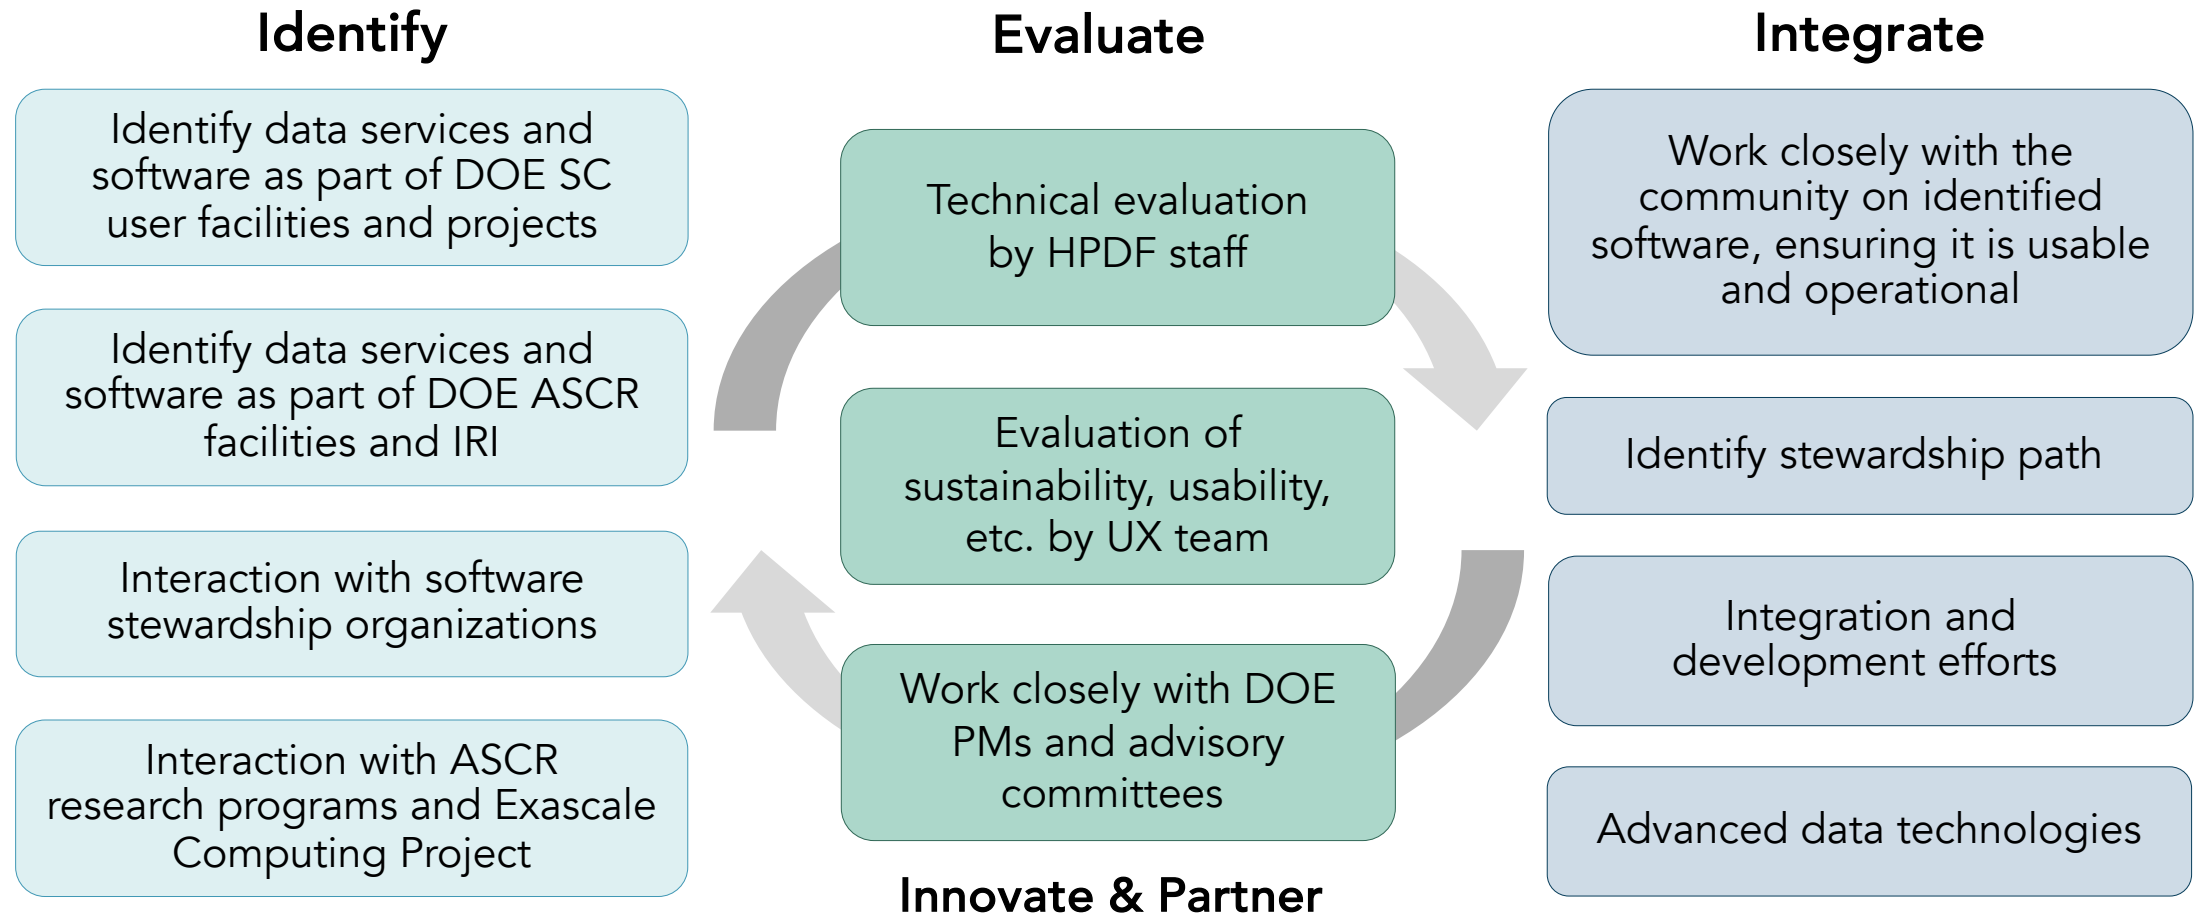 Identify
Identify data services and
software as part of DOE SC
user facilities and projects
Identify data services and
software as part of DOE ASCR
facilities and IRI
Interaction with software
stewardship organizations
Interaction with ASCR
research programs and Exascale
Computing Project
Evaluate
Technical evaluation
by HPDF staff
Evaluation of
sustainability, usability,
etc. by UX team
Work closely with DOE
PMs and advisory
committees
Innovate & Partner
Integrate
Work closely with the
community on identified
software, ensuring it is usable
and operational
Identify stewardship path
Integration and
development efforts
Advanced data technologies